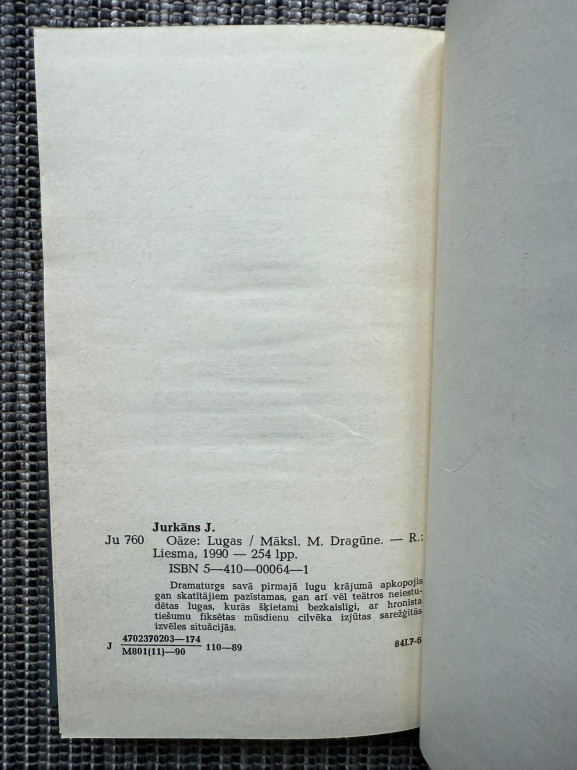 Jurkāns J.
Ju 760 Oāze: Lugas / Māksl. M. Dragūne. — R.:
Liesma, 1990 — 254 lpp.
ISBN 5—410—00064—1
Dramaturgs savā pirmajā lugu krājumā apkopojis
gan skatītājiem pazīstamas, gan arī vēl teātros neiestu-
dētas lugas, kurās šķietami bezkaislīgi, ar hronista
tiešumu fiksētas mūsdienu cilvēka izjūtas sarežģītās
izvēles situācijās.
4702370203—174
J M801(11)—90 110—89 84L7-6